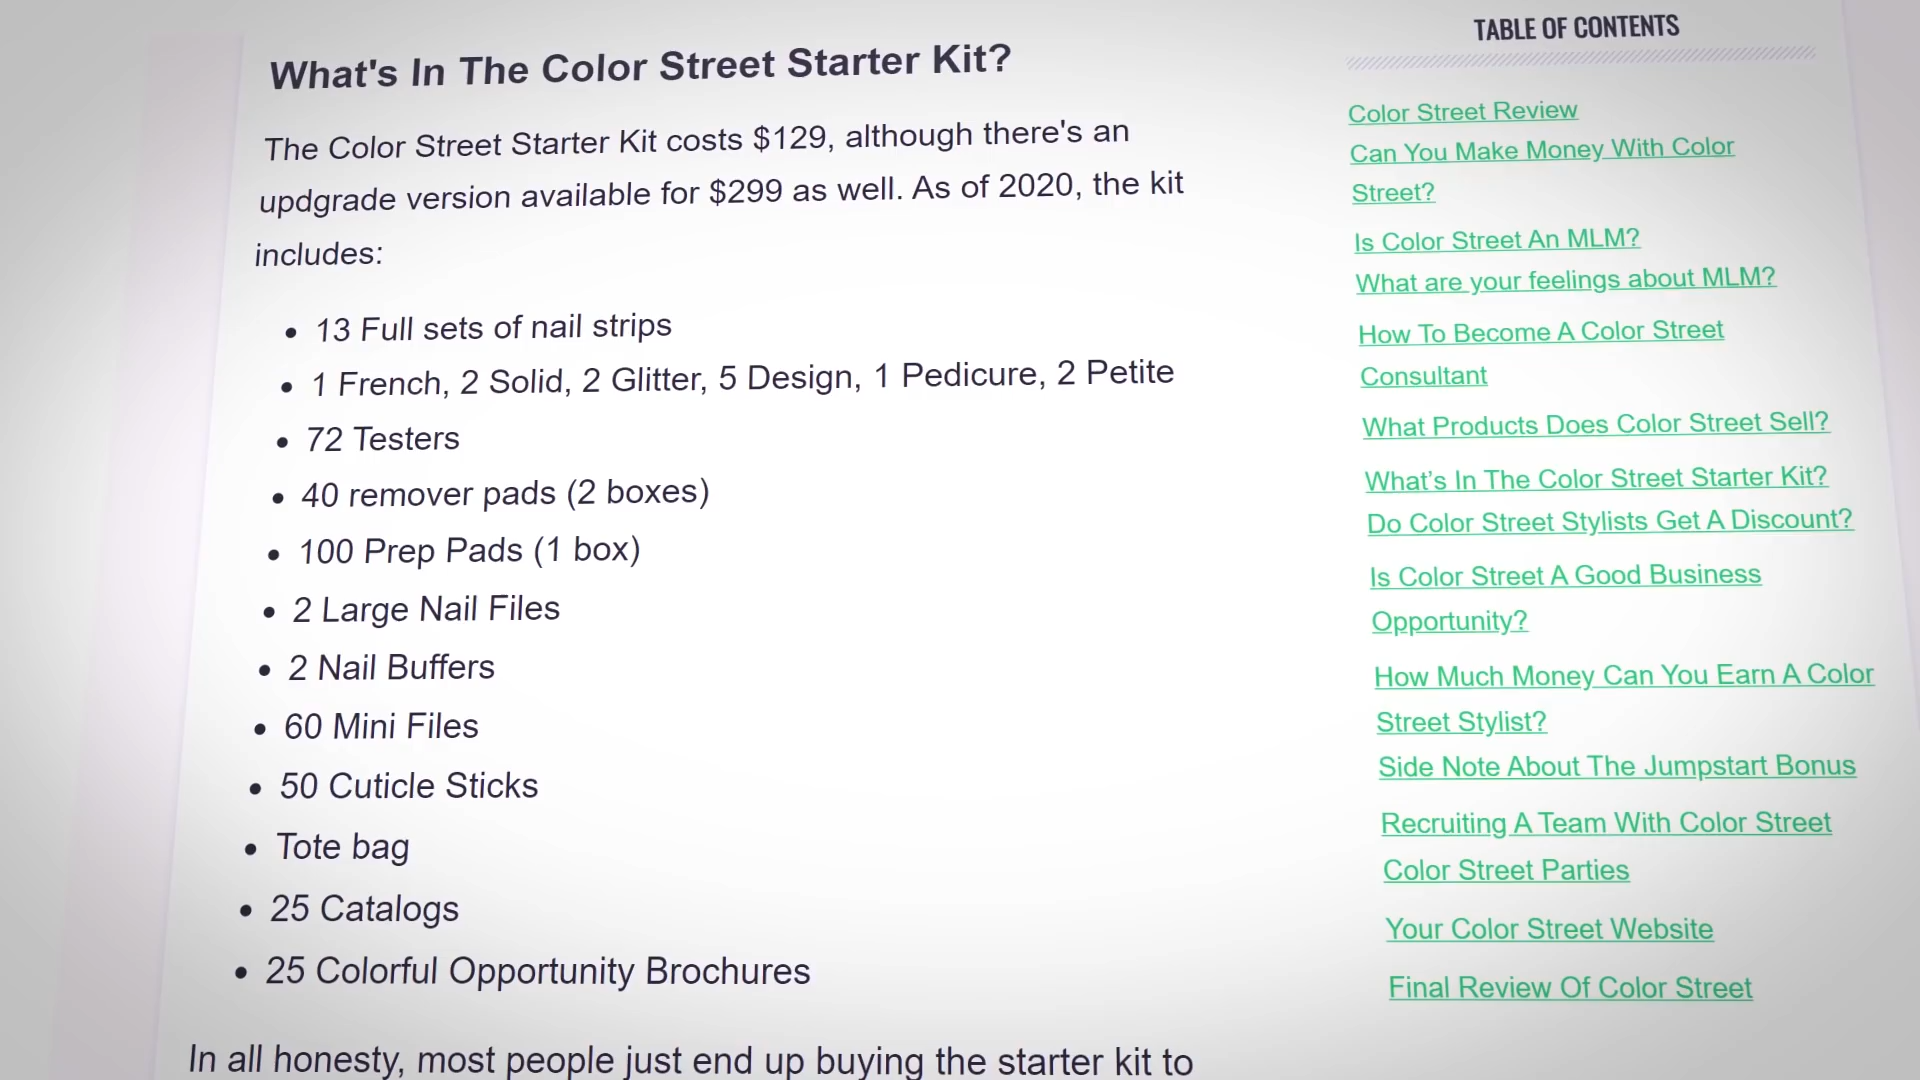 What's In The Color Street Starter Kit?
The Color Street Starter Kit costs $129, although there's an
updgrade version available for $299 as well. As of 2020, the kit
includes:
13 Full sets of nail strips
1 French, 2 Solid, 2 Glitter, 5 Design, 1 Pedicure, 2 Petite
72 Testers
40 remover pads (2 boxes)
100 Prep Pads (1 box)
2 Large Nail Files
2 Nail Buffers
60 Mini Files
50 Cuticle Sticks
Tote bag
25 Catalogs
25 Colorful Opportunity Brochures
In all honesty, most people just end up buying the starter kit to
TABLE OF CONTENTS
Color Street Review
Can You Make Money With Color
Street?
Is Color Street An MLM?
What are your feelings about MLM?
How To Become A Color Street
Consultant
What Products Does Color Street Sell?
What’s In The Color Street Starter Kit?
Do Color Street Stylists Get A Discount?
Is Color Street A Good Business
Opportunity?
How Much Money Can You Earn A Color
Street Stylist?
Side Note About The Jumpstart Bonus
Recruiting A Team With Color Street
Color Street Parties
Your Color Street Website
Final Review Of Color Street